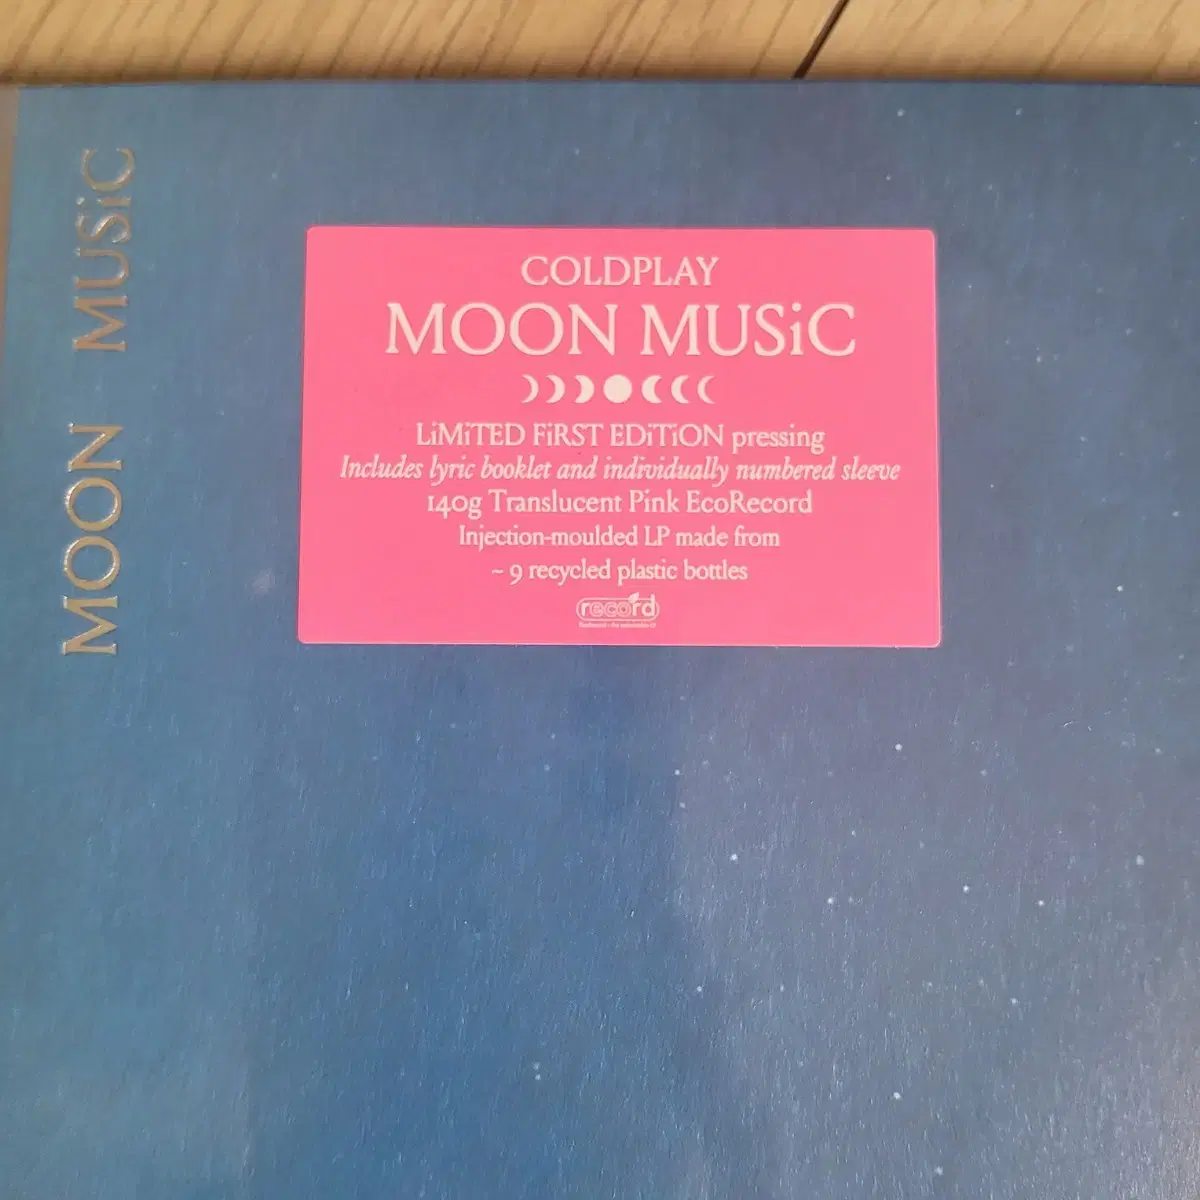 MOON MUSiC
COLDPLAY
MOON MUSiC
LiMiTED FiRST EDiTiON pressing
Includes lyric booklet and individually numbered sleeve
140g Translucent Pink EcoRecord
Injection-moulded LP made from
~ 9 recycled plastic bottles
record